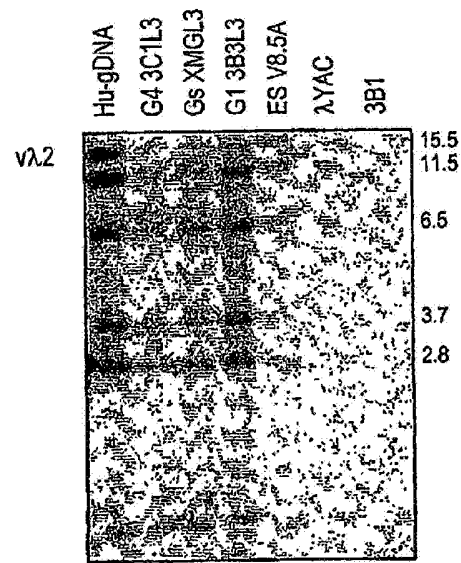 Hu-gDNA
G4 3C1L3
Gs XMGL3
G1 3B3L3
ES V8.5A
λYAC
3B1
vλ2
15.5
11.5
6.5
3.7
2.8